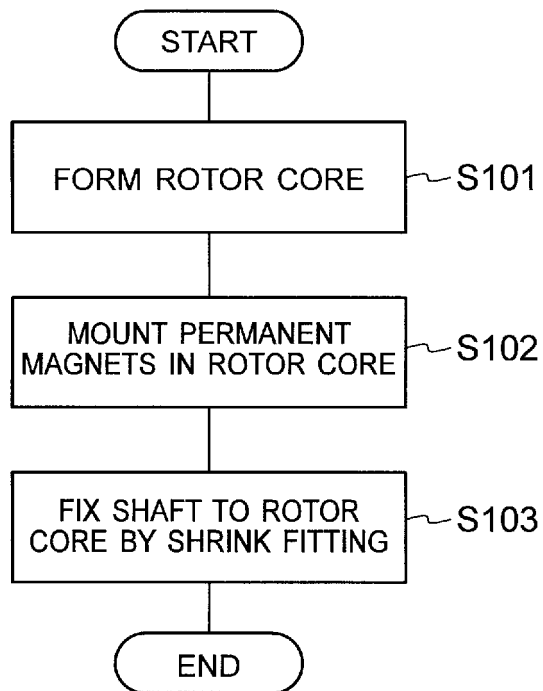 START
FORM ROTOR CORE
S101
MOUNT PERMANENT
MAGNETS IN ROTOR CORE
S102
FIX SHAFT TO ROTOR
CORE BY SHRINK FITTING
S103
END